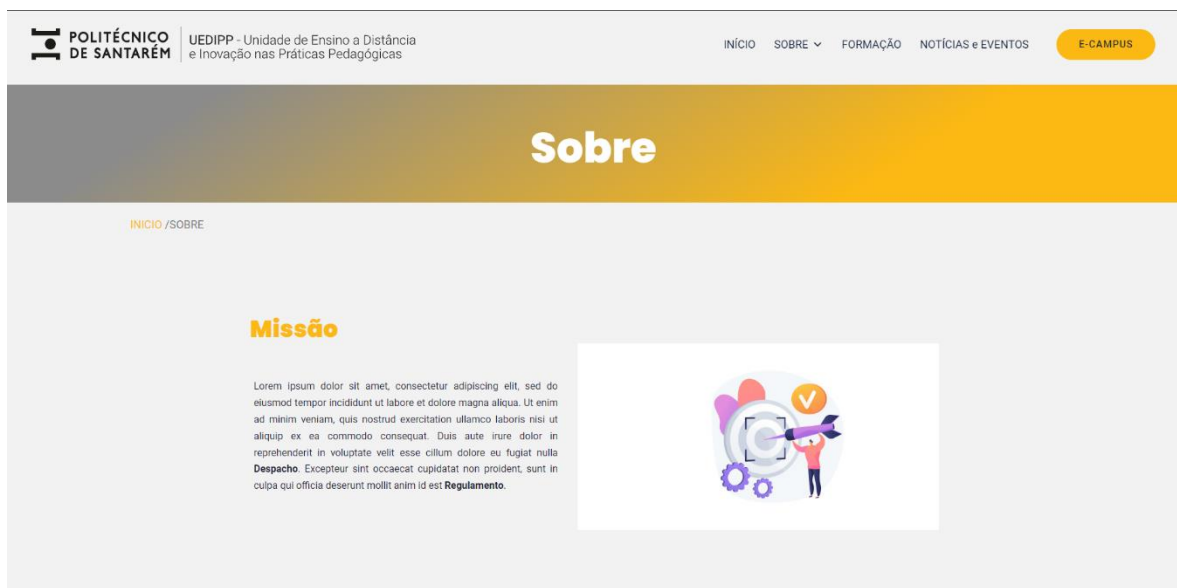 POLITÉCNICO
DE SANTARÉM
UEDIPP - Unidade de Ensino a Distância
e Inovação nas Práticas Pedagógicas
INÍCIO
SOBRE
FORMAÇÃO
NOTÍCIAS e EVENTOS
E-CAMPUS
Sobre
INICIO /SOBRE
Missão
Lorem ipsum dolor sit amet, consectetur adipiscing elit, sed do
eiusmod tempor incididunt ut labore et dolore magna aliqua. Ut enim
ad minim veniam, quis nostrud exercitation ullamco laboris nisi ut
aliquip ex ea commodo consequat. Duis aute irure dolor in
reprehenderit in voluptate velit esse cillum dolore eu fugiat nulla
Despacho. Excepteur sint occaecat cupidatat non proident, sunt in
culpa qui officia deserunt mollit anim id est Regulamento.